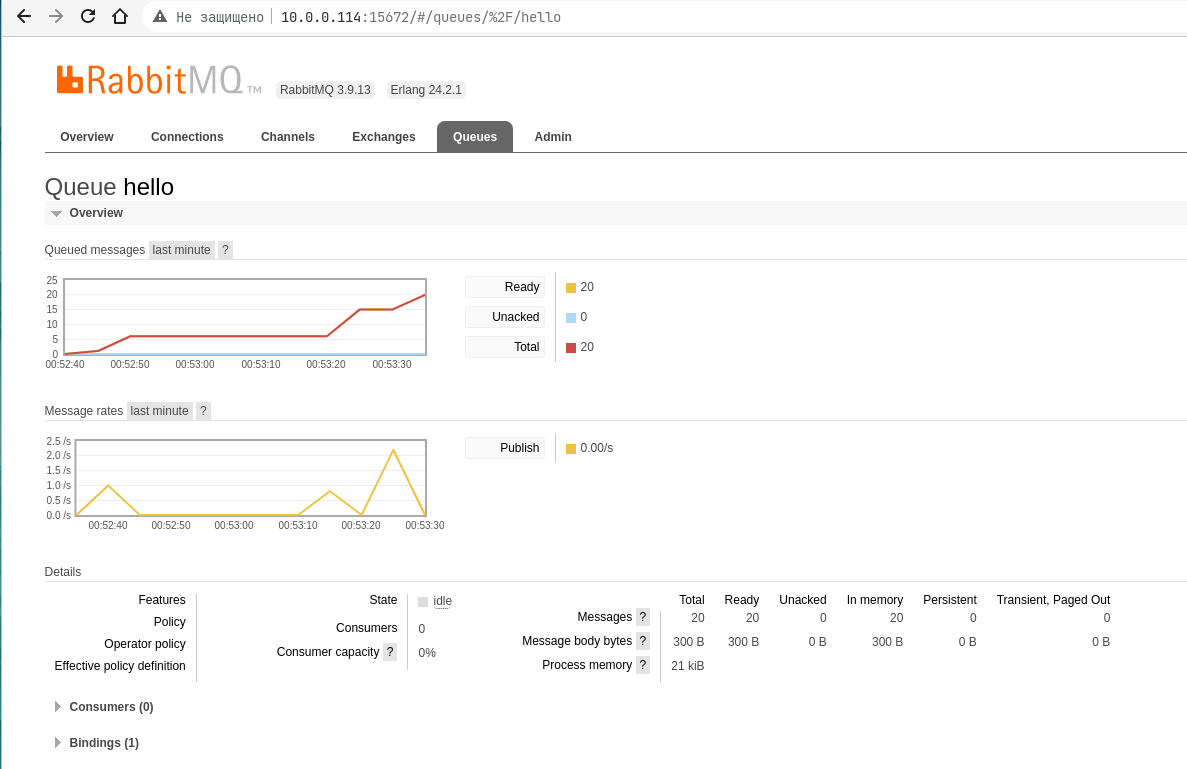 Не защищено 10.0.0.114:15672/#/queues/%2F/hello
RabbitMQ TM RabbitMQ 3.9.13 Erlang 24.2.1
Overview Connections Channels Exchanges Queues Admin
Queue hello
Overview
Queued messages last minute ?
25
20
15
10
5
0
00:52:40 00:52:50 00:53:00 00:53:10 00:53:20 00:53:30
Ready 20
Unacked 0
Total 20
Message rates last minute ?
2.5 /s
2.0 /s
1.5 /s
1.0 /s
0.5 /s
0.0 /s
00:52:40 00:52:50 00:53:00 00:53:10 00:53:20 00:53:30
Publish 0.00/s
Details
Features
Policy
Operator policy
Effective policy definition
State idle
Consumers 0
Consumer capacity ? 0%
Total Ready Unacked In memory Persistent Transient, Paged Out
Messages ? 20 20 0 20 0 0
Message body bytes ? 300 B 300 B 0 B 300 B 0 B 0 B
Process memory ? 21 kiB
Consumers (0)
Bindings (1)